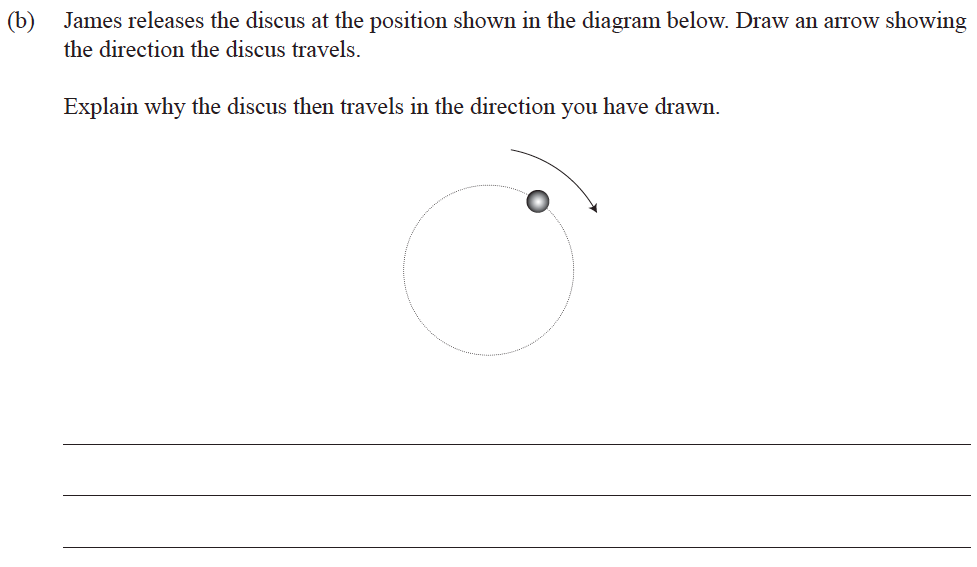 (b) James releases the discus at the position shown in the diagram below. Draw an arrow showing
the direction the discus travels.
Explain why the discus then travels in the direction you have drawn.